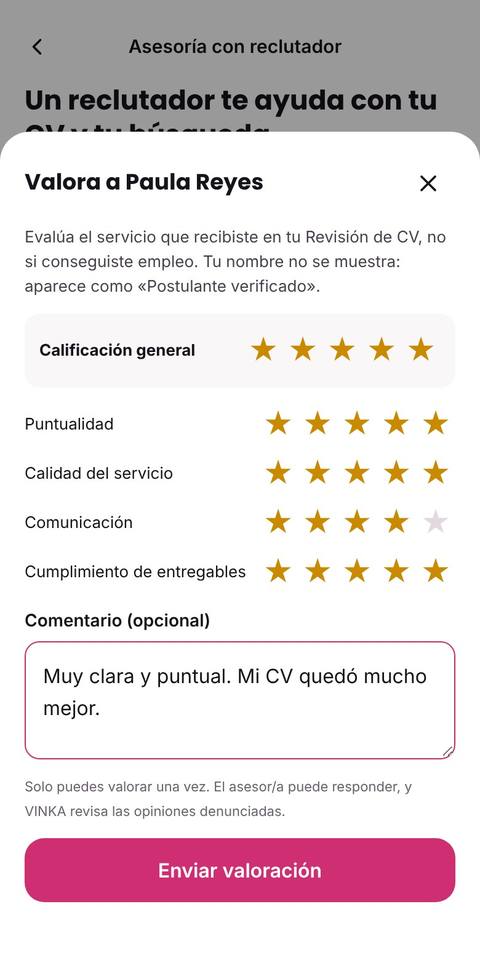 Asesoría con reclutador
Un reclutador te ayuda con tu
CV y tu búsqueda
Valora a Paula Reyes
Evalúa el servicio que recibiste en tu Revisión de CV, no
si conseguiste empleo. Tu nombre no se muestra:
aparece como «Postulante verificado».
Calificación general
Puntualidad
Calidad del servicio
Comunicación
Cumplimiento de entregables
Comentario (opcional)
Muy clara y puntual. Mi CV quedó mucho
mejor.
Solo puedes valorar una vez. El asesor/a puede responder, y
VINKA revisa las opiniones denunciadas.
Enviar valoración